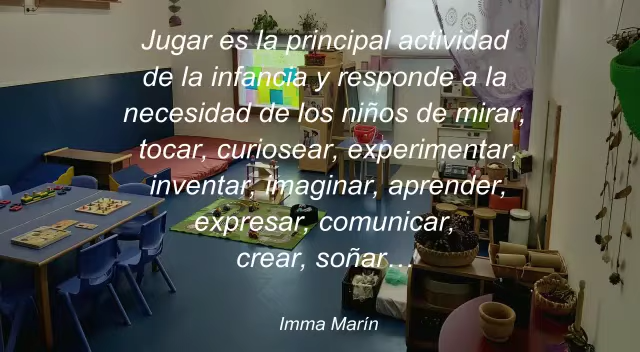 Jugar es la principal actividad
de la infancia y responde a la
necesidad de los niños de mirar,
tocar, curiosear, experimentar,
inventar, imaginar, aprender,
expresar, comunicar,
crear, soñar...
Imma Marín